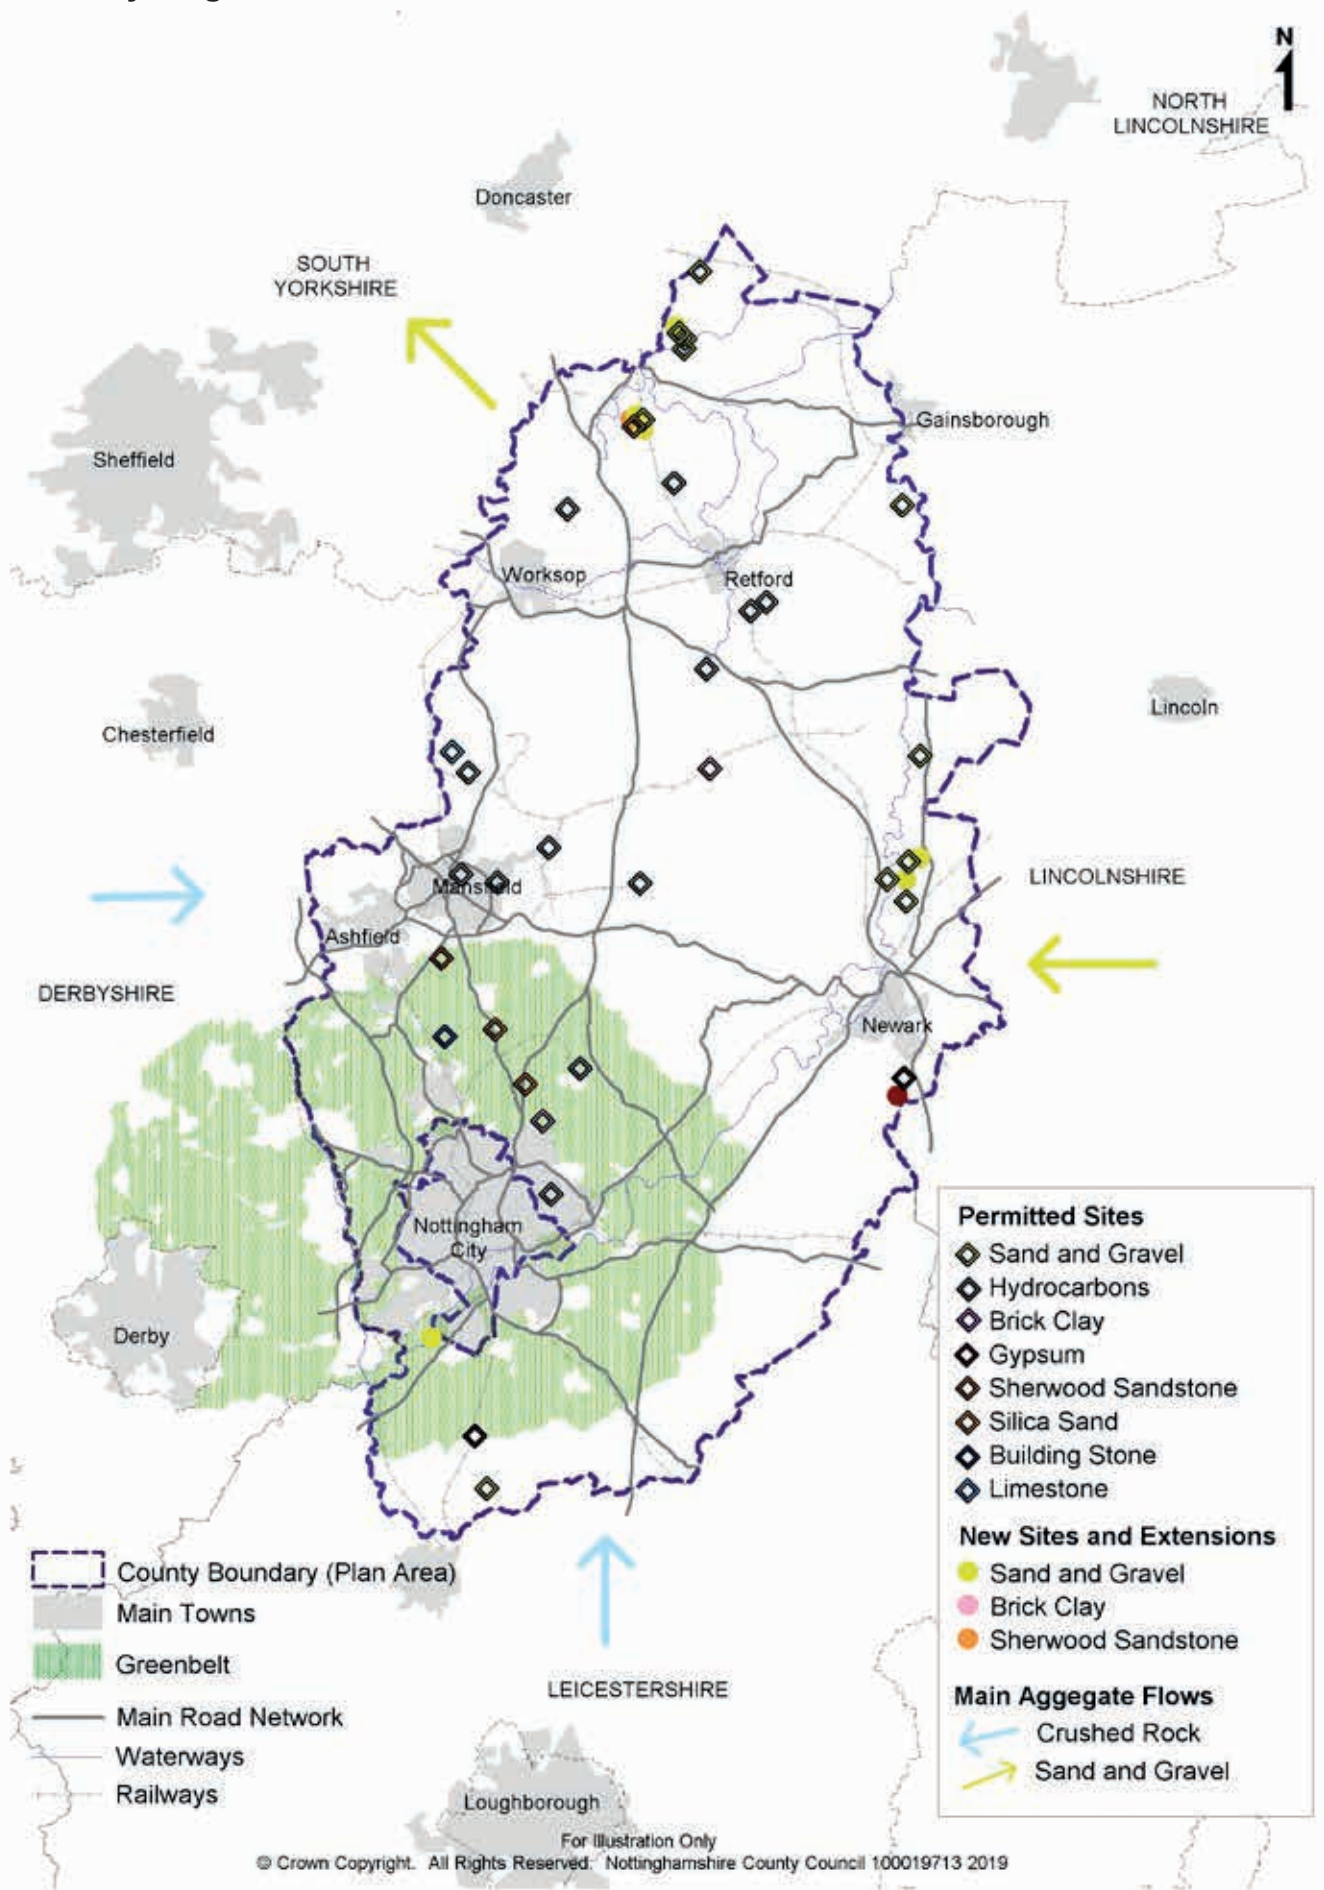 N
NORTH
LINCOLNSHIRE
Doncaster
SOUTH
YORKSHIRE
Gainsborough
Sheffield
Worksop
Retford
Lincoln
Chesterfield
LINCOLNSHIRE
Mansfield
Ashfield
DERBYSHIRE
Newark
Nottingham
City
Derby
Permitted Sites
Sand and Gravel
Hydrocarbons
Brick Clay
Gypsum
Sherwood Sandstone
Silica Sand
Building Stone
Limestone
New Sites and Extensions
Sand and Gravel
Brick Clay
Sherwood Sandstone
Main Aggegate Flows
Crushed Rock
Sand and Gravel
County Boundary (Plan Area)
Main Towns
Greenbelt
Main Road Network
Waterways
Railways
LEICESTERSHIRE
Loughborough
For Illustration Only
© Crown Copyright. All Rights Reserved. Nottinghamshire County Council 100019713 2019